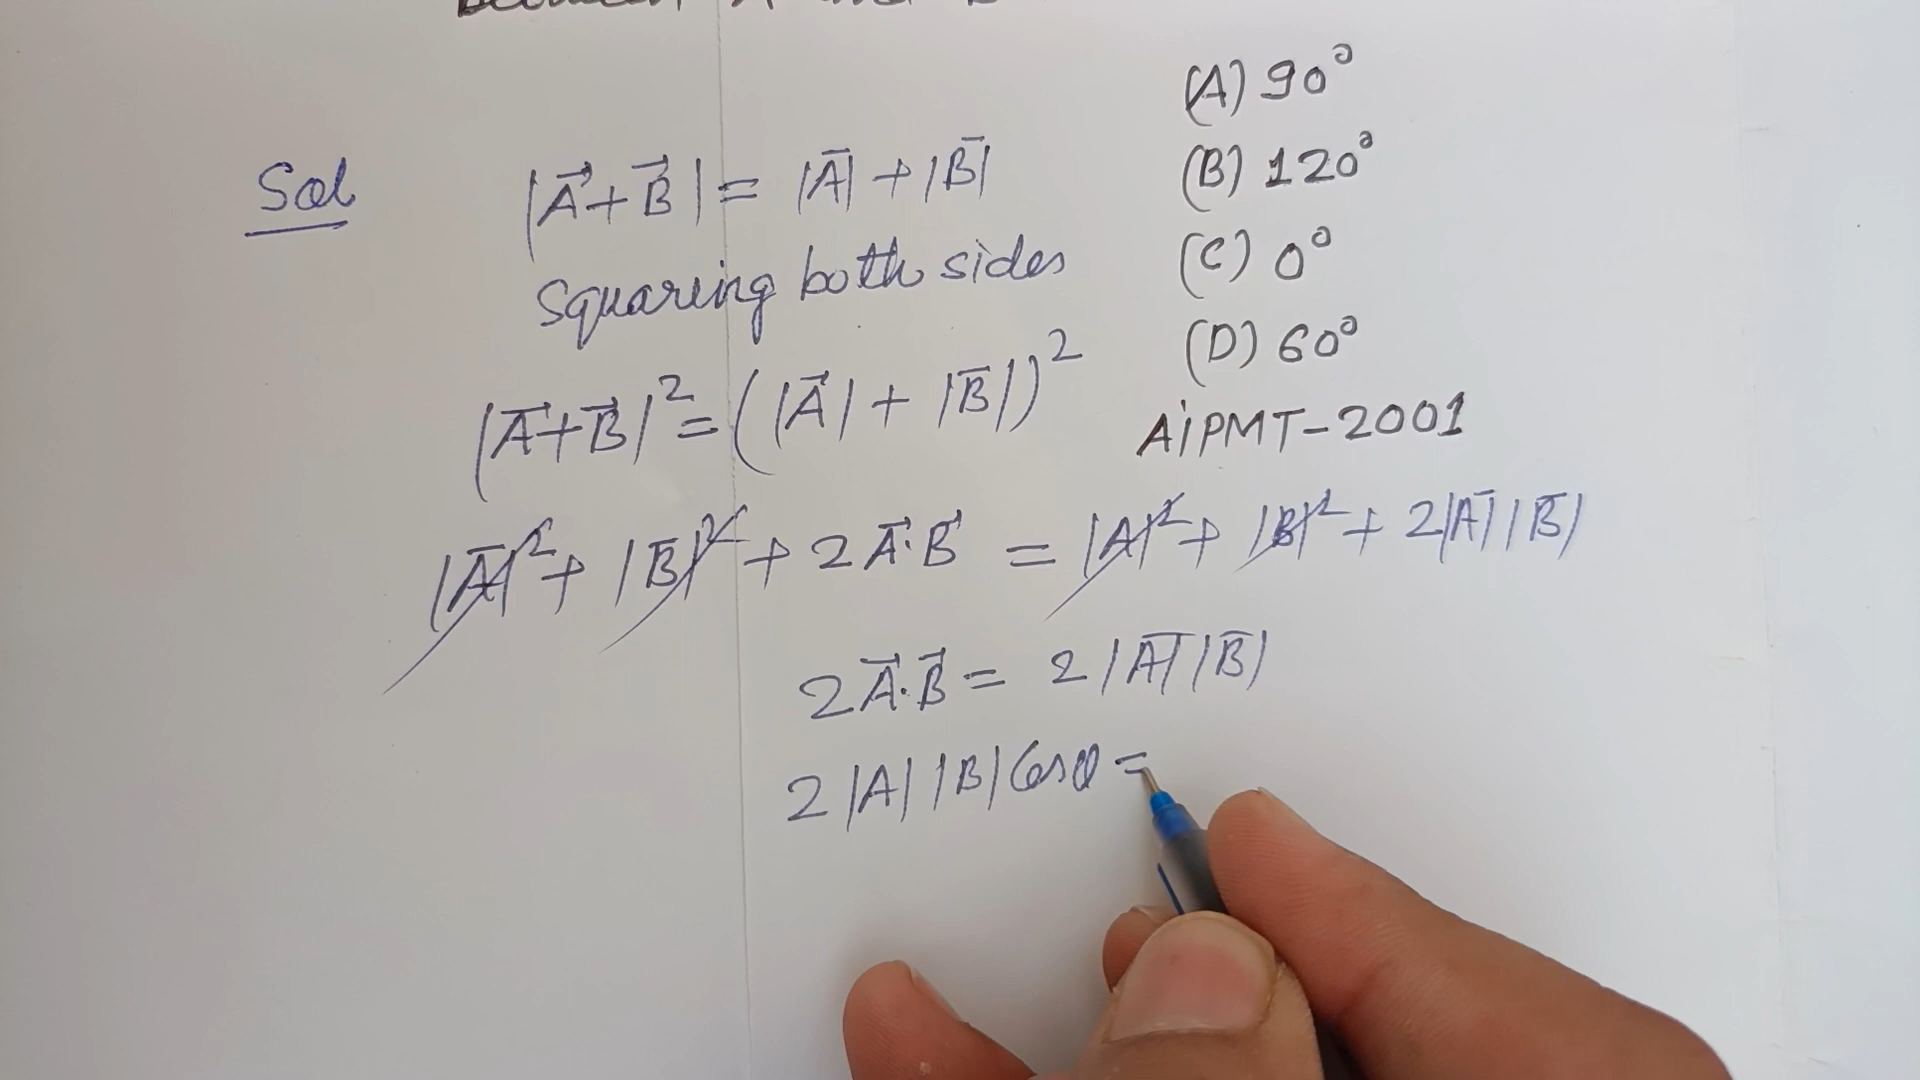 Sol
|A⃗+B⃗| = |A̅|+|B̅|
Squaring both sides
|A⃗+B⃗|² = (|A⃗| + |B̅|)²
|A̅|² + |B̅|² + 2A⃗·B⃗ = |A|² + |B|² + 2|A̅||B̅|
2A⃗·B⃗ = 2|A̅||B̅|
2|A||B|Cosθ =
(A) 90°
(B) 120°
(C) 0°
(D) 60°
AiPMT-2001